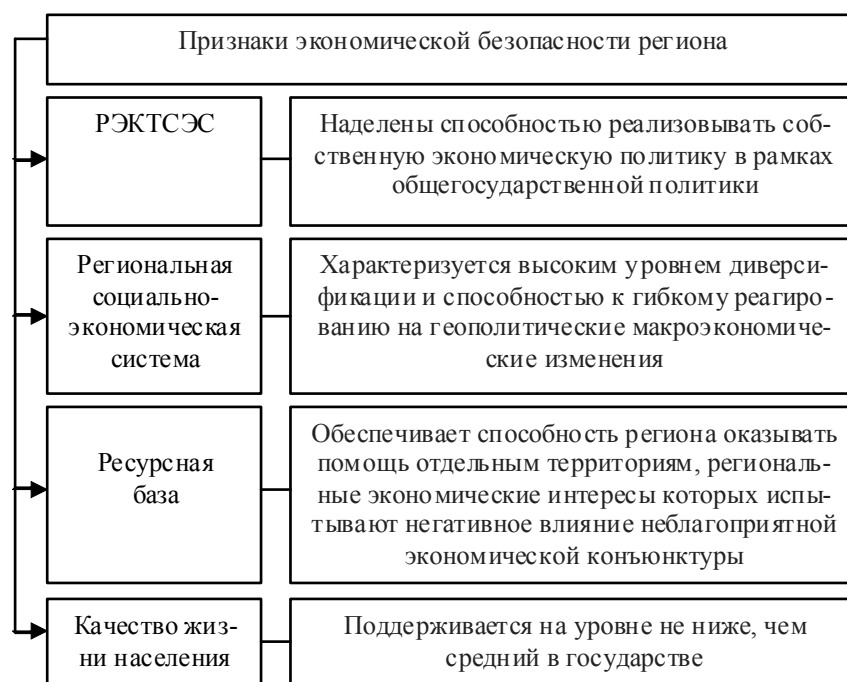 Признаки экономической безопасности региона
РЭКТСЭС
Наделены способностью реализовывать соб-
ственную экономическую политику в рамках
общегосударственной политики
Региональная
социально-
экономическая
система
Характеризуется высоким уровнем диверси-
фикации и способностью к гибкому реагиро-
ванию на геополитические макроэкономиче-
ские изменения
Ресурсная
база
Обеспечивает способность региона оказывать
помощь отдельным территориям, региональ-
ные экономические интересы которых испы-
тывают негативное влияние неблагоприятной
экономической конъюнктуры
Качество жиз-
ни населения
Поддерживается на уровне не ниже, чем
средний в государстве